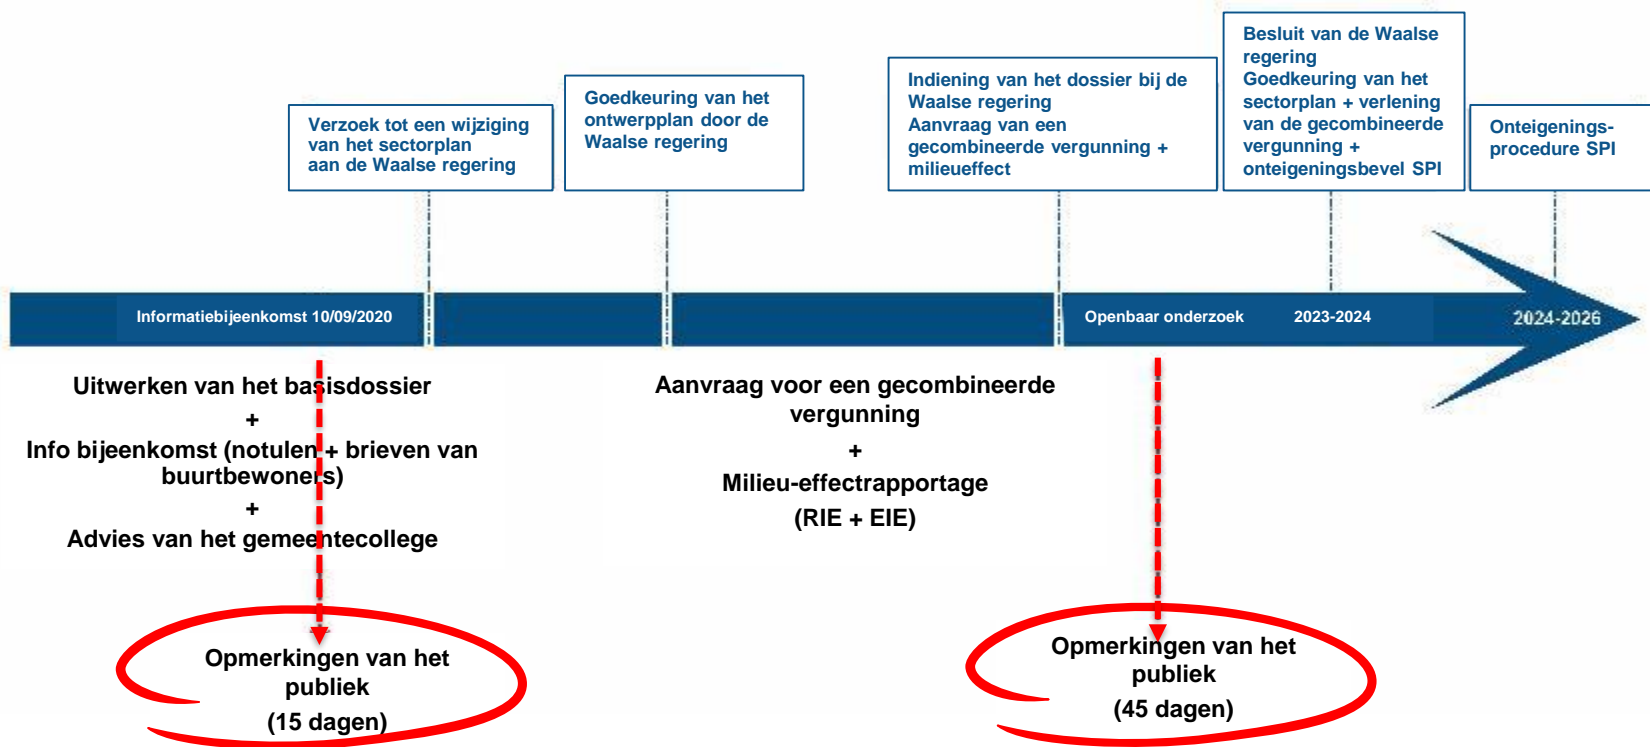 Verzoek tot een wijziging
van het sectorplan
aan de Waalse regering
Goedkeuring van het
ontwerpplan door de
Waalse regering
Indiening van het dossier bij de
Waalse regering
Aanvraag van een
gecombineerde vergunning +
milieueffect
Besluit van de Waalse
regering
Goedkeuring van het
sectorplan + verlening
van de gecombineerde
vergunning +
onteigeningsbevel SPI
Onteigenings-
procedure SPI
Informatiebijeenkomst 10/09/2020
Openbaar onderzoek 2023-2024
2024-2026
Uitwerken van het basisdossier
+
Info bijeenkomst (notulen + brieven van
buurtbewoners)
+
Advies van het gemeentecollege
Aanvraag voor een gecombineerde
vergunning
+
Milieu-effectrapportage
(RIE + EIE)
Opmerkingen van het
publiek
(15 dagen)
Opmerkingen van het
publiek
(45 dagen)